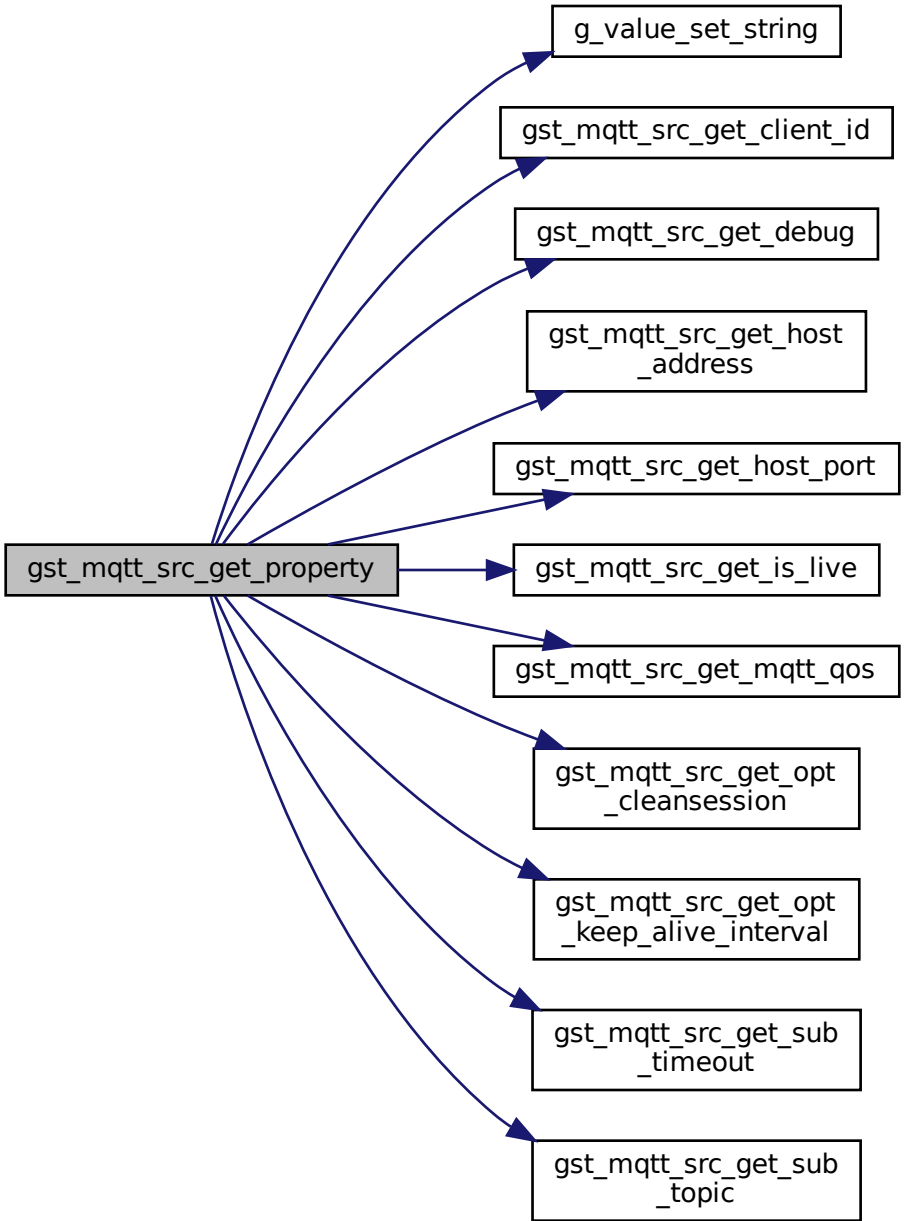 g_value_set_string
gst_mqtt_src_get_client_id
gst_mqtt_src_get_debug
gst_mqtt_src_get_host
_address
gst_mqtt_src_get_host_port
gst_mqtt_src_get_property
gst_mqtt_src_get_is_live
gst_mqtt_src_get_mqtt_qos
gst_mqtt_src_get_opt
_cleansession
gst_mqtt_src_get_opt
_keep_alive_interval
gst_mqtt_src_get_sub
_timeout
gst_mqtt_src_get_sub
_topic